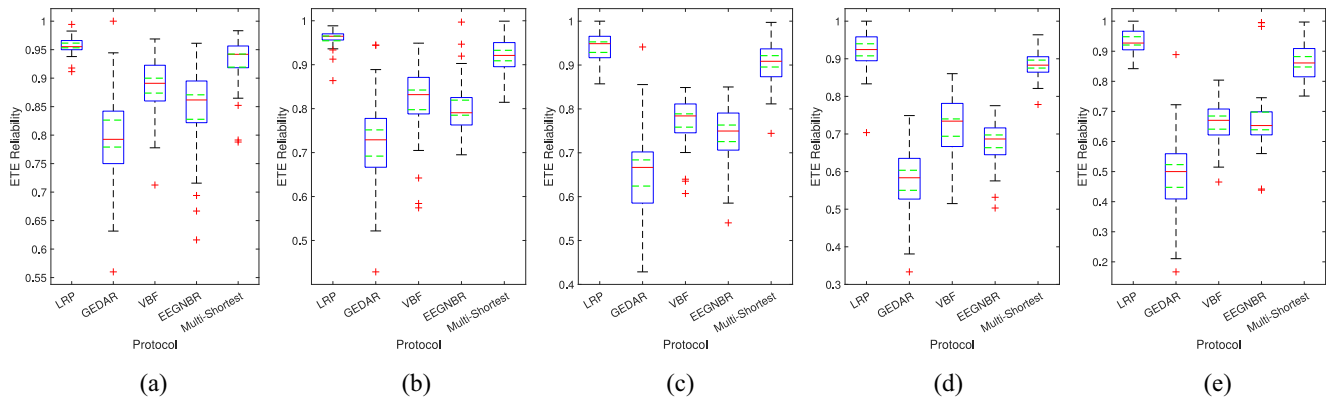 ETE Reliability
1
0.95
0.9
0.85
0.8
0.75
0.7
0.65
0.6
0.55
LRP
GEDAR
VBF
EEGNBR
Multi-Shortest
Protocol
(a)
ETE Reliability
1
0.9
0.8
0.7
0.6
0.5
LRP
GEDAR
VBF
EEGNBR
Multi-Shortest
Protocol
(b)
ETE Reliability
1
0.9
0.8
0.7
0.6
0.5
0.4
LRP
GEDAR
VBF
EEGNBR
Multi-Shortest
Protocol
(c)
ETE Reliability
1
0.9
0.8
0.7
0.6
0.5
0.4
0.3
LRP
GEDAR
VBF
EEGNBR
Multi-Shortest
Protocol
(d)
ETE Reliability
1
0.9
0.8
0.7
0.6
0.5
0.4
0.3
0.2
LRP
GEDAR
VBF
EEGNBR
Multi-Shortest
Protocol
(e)